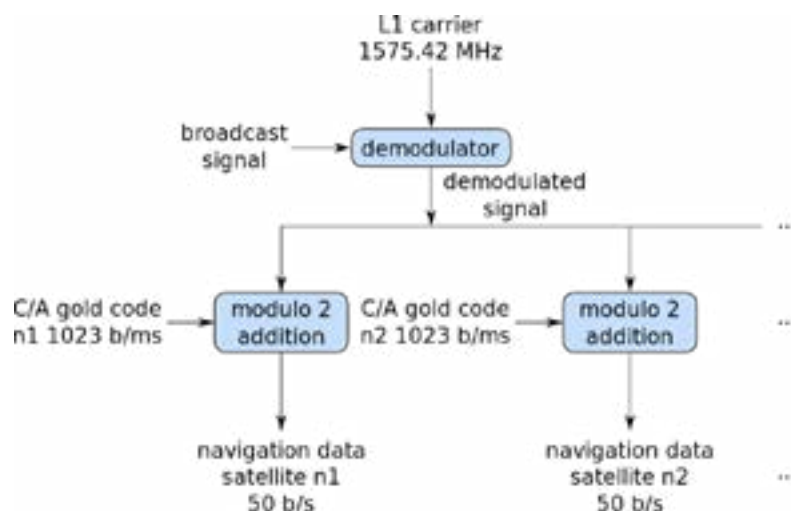 L1 carrier
1575.42 MHz
broadcast
signal
demodulator
demodulated
signal
..
C/A gold code
n1 1023 b/ms
modulo 2
addition
C/A gold code
n2 1023 b/ms
modulo 2
addition
..
navigation data
satellite n1
50 b/s
navigation data
satellite n2
50 b/s
..